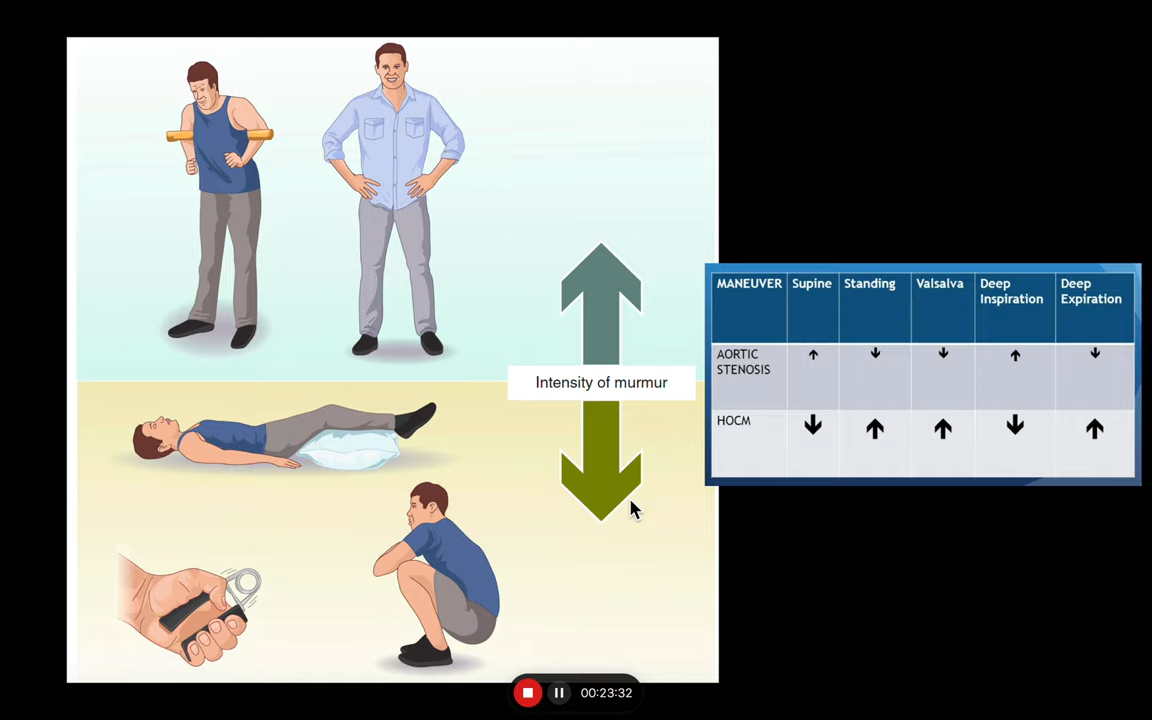 Intensity of murmur
MANEUVER Supine Standing Valsalva Deep Inspiration Deep Expiration
AORTIC STENOSIS ↑ ↓ ↓ ↑ ↓
HOCM ↓ ↑ ↑ ↓ ↑
00:23:32